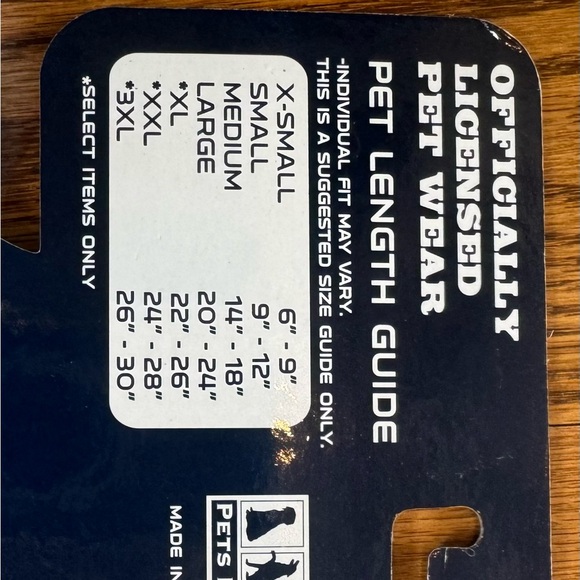 OFFICIALLY
LICENSED
PET WEAR
PET LENGTH GUIDE
THIS IS A SUGGESTED SIZE GUIDE ONLY.
-INDIVIDUAL FIT MAY VARY.
X-SMALL 6" - 9"
SMALL 9" - 12"
MEDIUM 14" - 18"
LARGE 20" - 24"
*XL 22" - 26"
*XXL 24" - 28"
*3XL 26" - 30"
*SELECT ITEMS ONLY
PETS
MADE IN